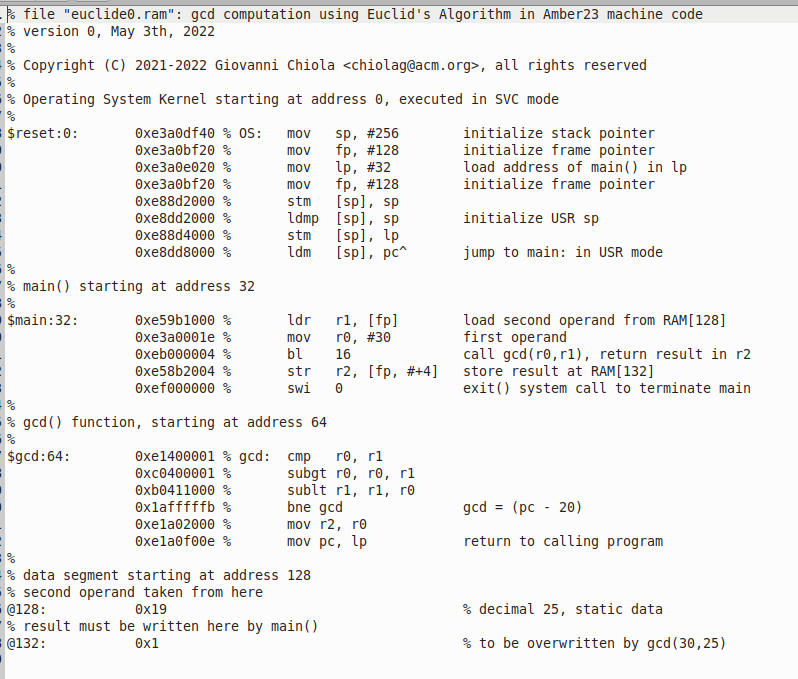 % file "euclide0.ram": gcd computation using Euclid's Algorithm in Amber23 machine code
% version 0, May 3th, 2022
%
% Copyright (C) 2021-2022 Giovanni Chiola <chiolag@acm.org>, all rights reserved
%
% Operating System Kernel starting at address 0, executed in SVC mode
%
$reset:0:       0xe3a0df40 % OS:   mov   sp, #256        initialize stack pointer
                0xe3a0bf20 %       mov   fp, #128        initialize frame pointer
                0xe3a0e020 %       mov   lp, #32         load address of main() in lp
                0xe3a0bf20 %       mov   fp, #128        initialize frame pointer
                0xe88d2000 %       stm   [sp], sp
                0xe8dd2000 %       ldmp  [sp], sp        initialize USR sp
                0xe88d4000 %       stm   [sp], lp
                0xe8dd8000 %       ldm   [sp], pc^       jump to main: in USR mode
%
% main() starting at address 32
%
$main:32:       0xe59b1000 %       ldr   r1, [fp]        load second operand from RAM[128]
                0xe3a0001e %       mov   r0, #30         first operand
                0xeb000004 %       bl    16              call gcd(r0,r1), return result in r2
                0xe58b2004 %       str   r2, [fp, #+4]   store result at RAM[132]
                0xef000000 %       swi   0               exit() system call to terminate main
%
% gcd() function, starting at address 64
%
$gcd:64:        0xe1400001 % gcd:  cmp   r0, r1
                0xc0400001 %       subgt r0, r0, r1
                0xb0411000 %       sublt r1, r1, r0
                0x1afffffb %       bne gcd               gcd = (pc - 20)
                0xe1a02000 %       mov r2, r0
                0xe1a0f00e %       mov pc, lp            return to calling program
%
% data segment starting at address 128
% second operand taken from here
@128:           0x19                                     % decimal 25, static data
% result must be written here by main()
@132:           0x1                                      % to be overwritten by gcd(30,25)